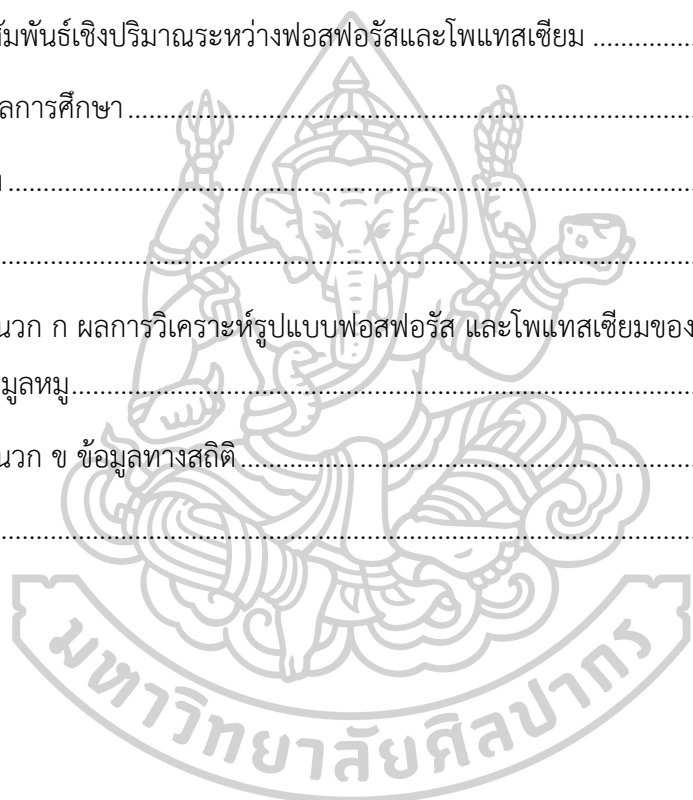 สัมพันธ์เชิงปริมาณระหว่างฟอสฟอรัสและโพแทสเซียม ................
ลการศึกษา ................................................................
................................................................
................................................................
นวก ก ผลการวิเคราะห์รูปแบบฟอสฟอรัส และโพแทสเซียมของ
มูลหมู ................................................................
นวก ข ข้อมูลทางสถิติ ................................................................
................................................................
มหาวิทยาลัยศิลปากร